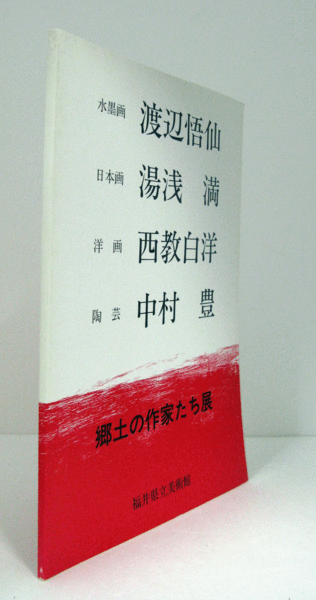 水墨画 渡辺悟仙
日本画 湯浅 満
洋画 西教白洋
陶芸 中村 豊
郷土の作家たち展
福井県立美術館